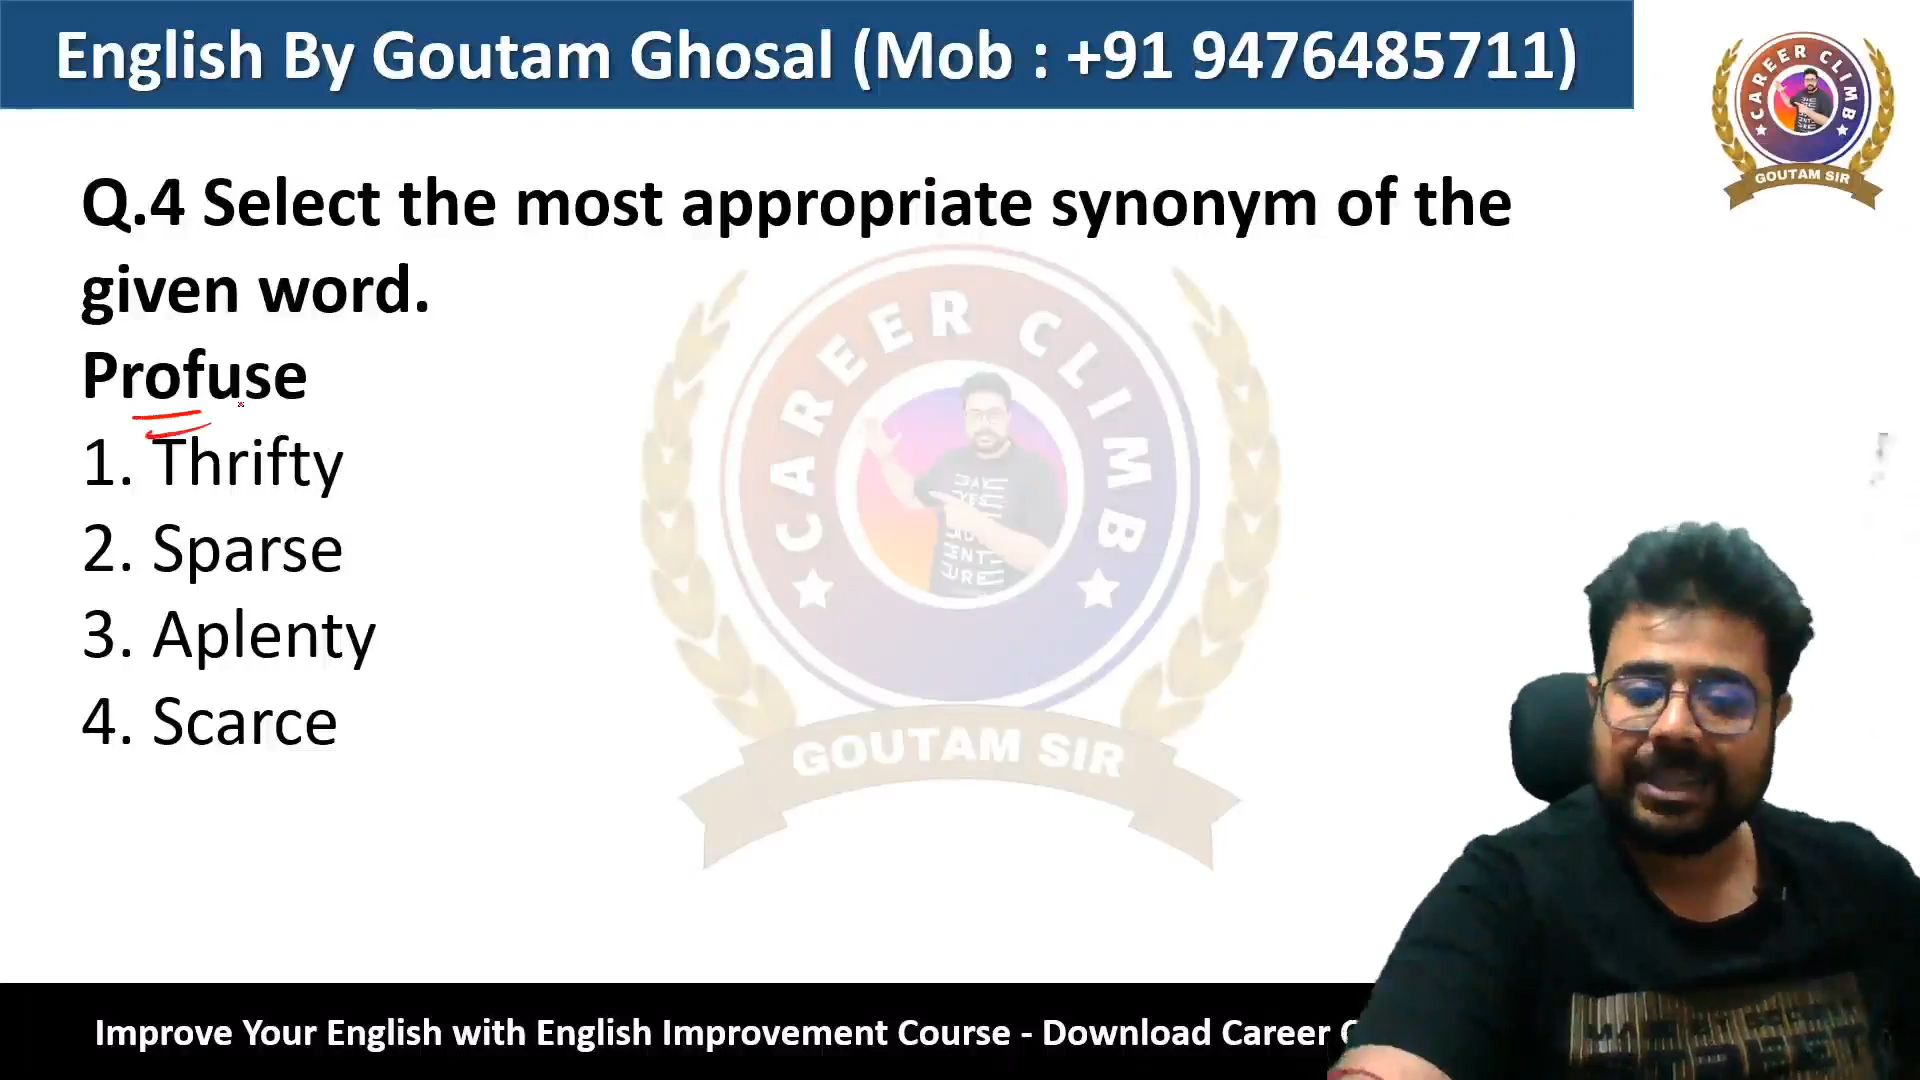 English By Goutam Ghosal (Mob : +91 9476485711)
CAREER CLIMB
GOUTAM SIR
Q.4 Select the most appropriate synonym of the
given word.
Profuse
1. Thrifty
2. Sparse
3. Aplenty
4. Scarce
CAREER CLIMB
GOUTAM SIR
Improve Your English with English Improvement Course - Download Career